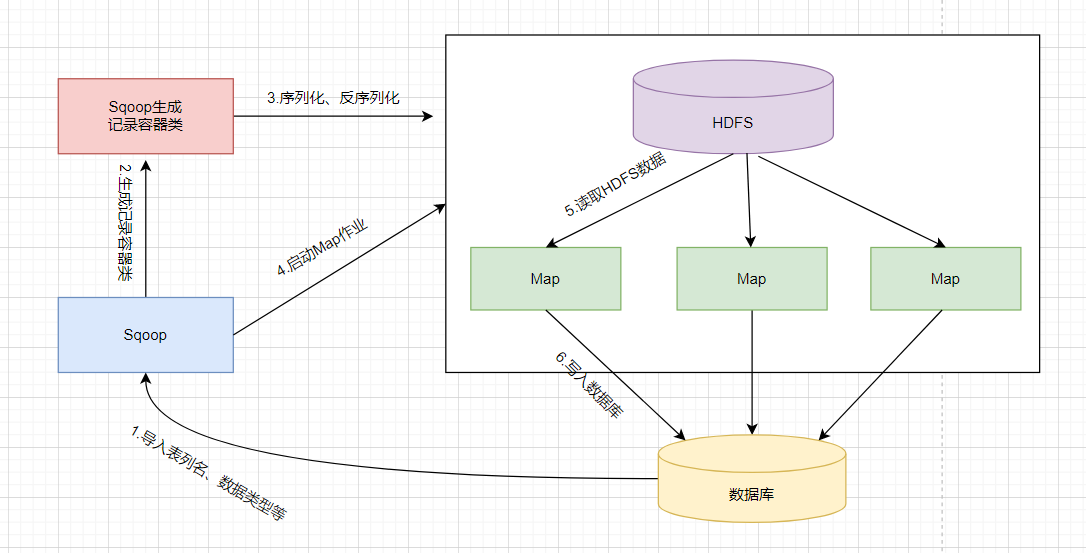 Sqoop生成
记录容器类
3.序列化、反序列化
HDFS
2.生成记录容器类
5.读取HDFS数据
4.启动Map作业
Map
Map
Map
Sqoop
6.写入数据库
1.导入表列名、数据类型等
数据库